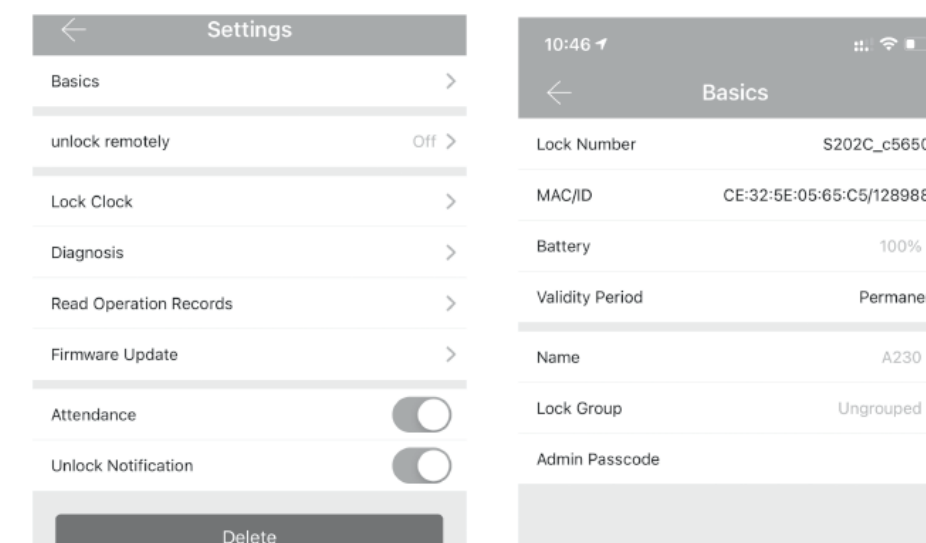 Settings
Basics
unlock remotely Off
Lock Clock
Diagnosis
Read Operation Records
Firmware Update
Attendance
Unlock Notification
Delete
10:46
Basics
Lock Number S202C_c5650
MAC/ID CE:32:5E:05:65:C5/128988
Battery 100%
Validity Period Permane
Name A230
Lock Group Ungrouped
Admin Passcode